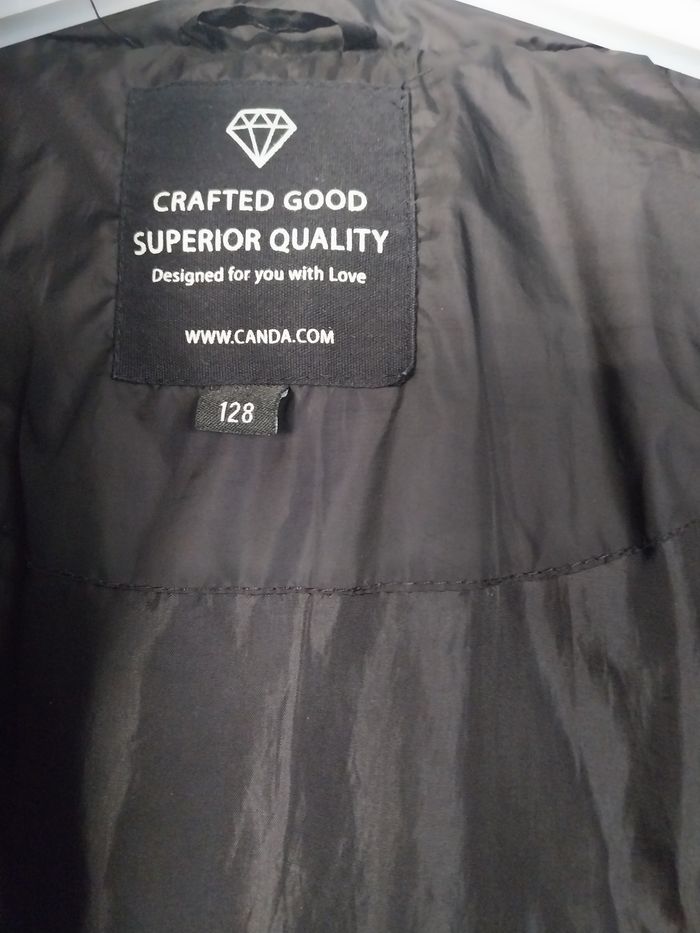 CRAFTED GOOD
SUPERIOR QUALITY
Designed for you with Love
WWW.CANDA.COM
128